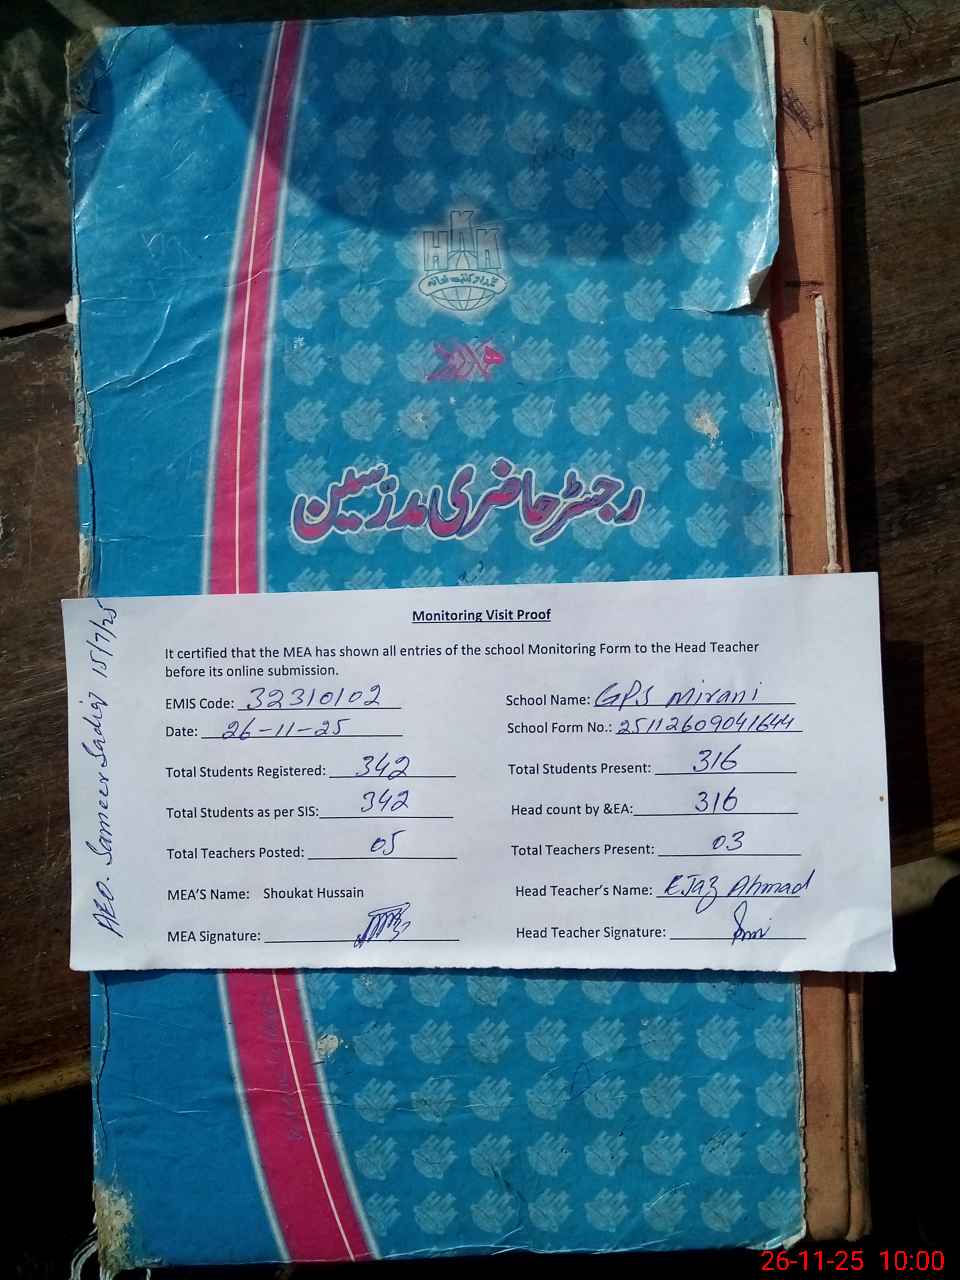 HKK
رجسٹر حاضری مدرسین
Monitoring Visit Proof
It certified that the MEA has shown all entries of the school Monitoring Form to the Head Teacher
before its online submission.
EMIS Code: 32310102 School Name: GPS Mirani
Date: 26-11-25 School Form No.: 25112609041644
Total Students Registered: 342 Total Students Present: 316
Total Students as per SIS: 342 Head count by &EA: 316
Total Teachers Posted: 05 Total Teachers Present: 03
MEA'S Name: Shoukat Hussain Head Teacher's Name: EJaz Ahmad
MEA Signature: Head Teacher Signature:
AEO. Sameer Sadiq 15/7/25
26-11-25 10:00